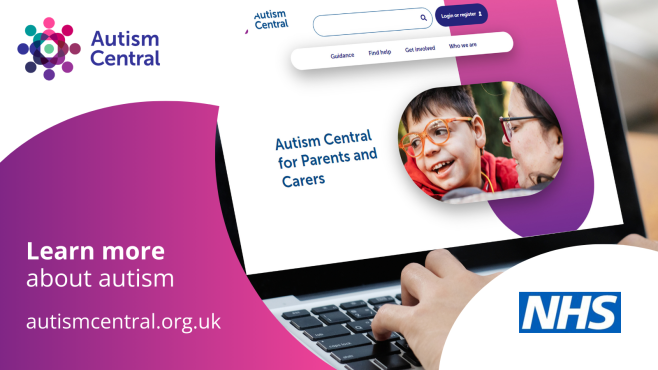 Autism
Central
Autism
Central
Login or register
Guidance
Find help
Get involved
Who we are
Autism Central
for Parents and
Carers
Learn more
about autism
autismcentral.org.uk
NHS